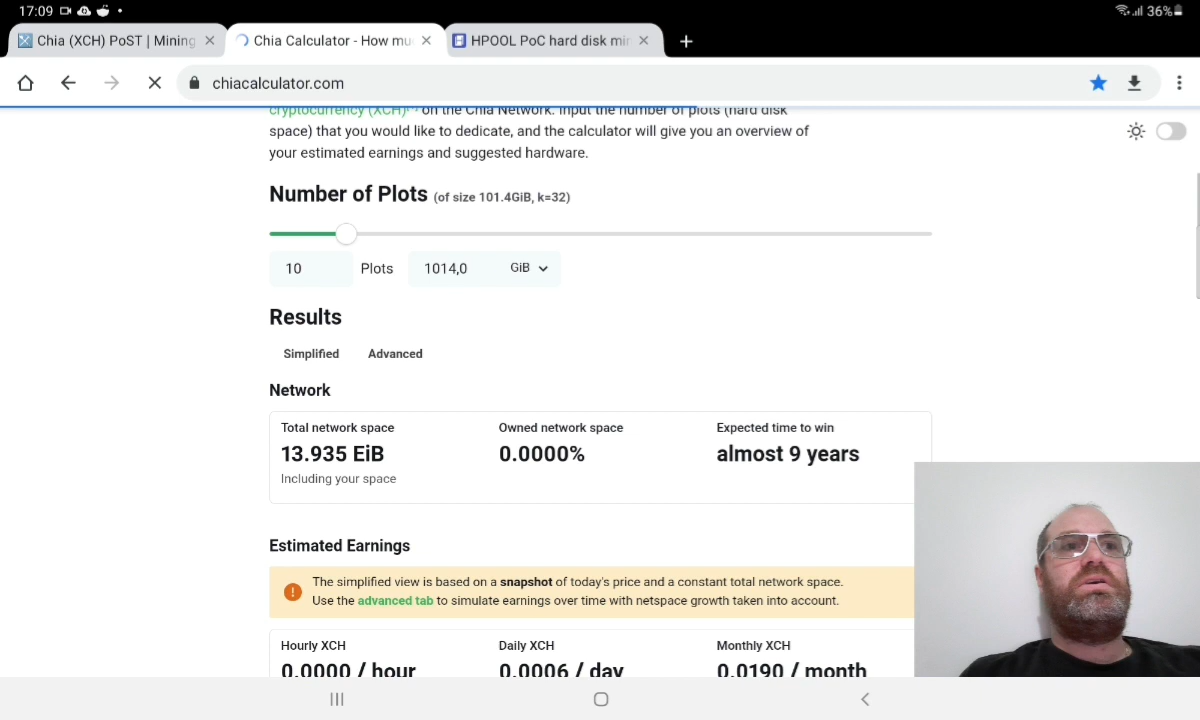 17:09
36%
Chia (XCH) PoST | Mining
Chia Calculator - How mu
HPOOL PoC hard disk mi
chiacalculator.com
cryptocurrency (XCH) on the Chia Network. Input the number of plots (hard disk
space) that you would like to dedicate, and the calculator will give you an overview of
your estimated earnings and suggested hardware.
Number of Plots (of size 101.4GiB, k=32)
10 Plots 1014,0 GiB
Results
Simplified Advanced
Network
Total network space Owned network space Expected time to win
13.935 EiB 0.0000% almost 9 years
Including your space
Estimated Earnings
The simplified view is based on a snapshot of today's price and a constant total network space.
Use the advanced tab to simulate earnings over time with netspace growth taken into account.
Hourly XCH Daily XCH Monthly XCH
0.0000 / hour 0.0006 / day 0.0190 / month